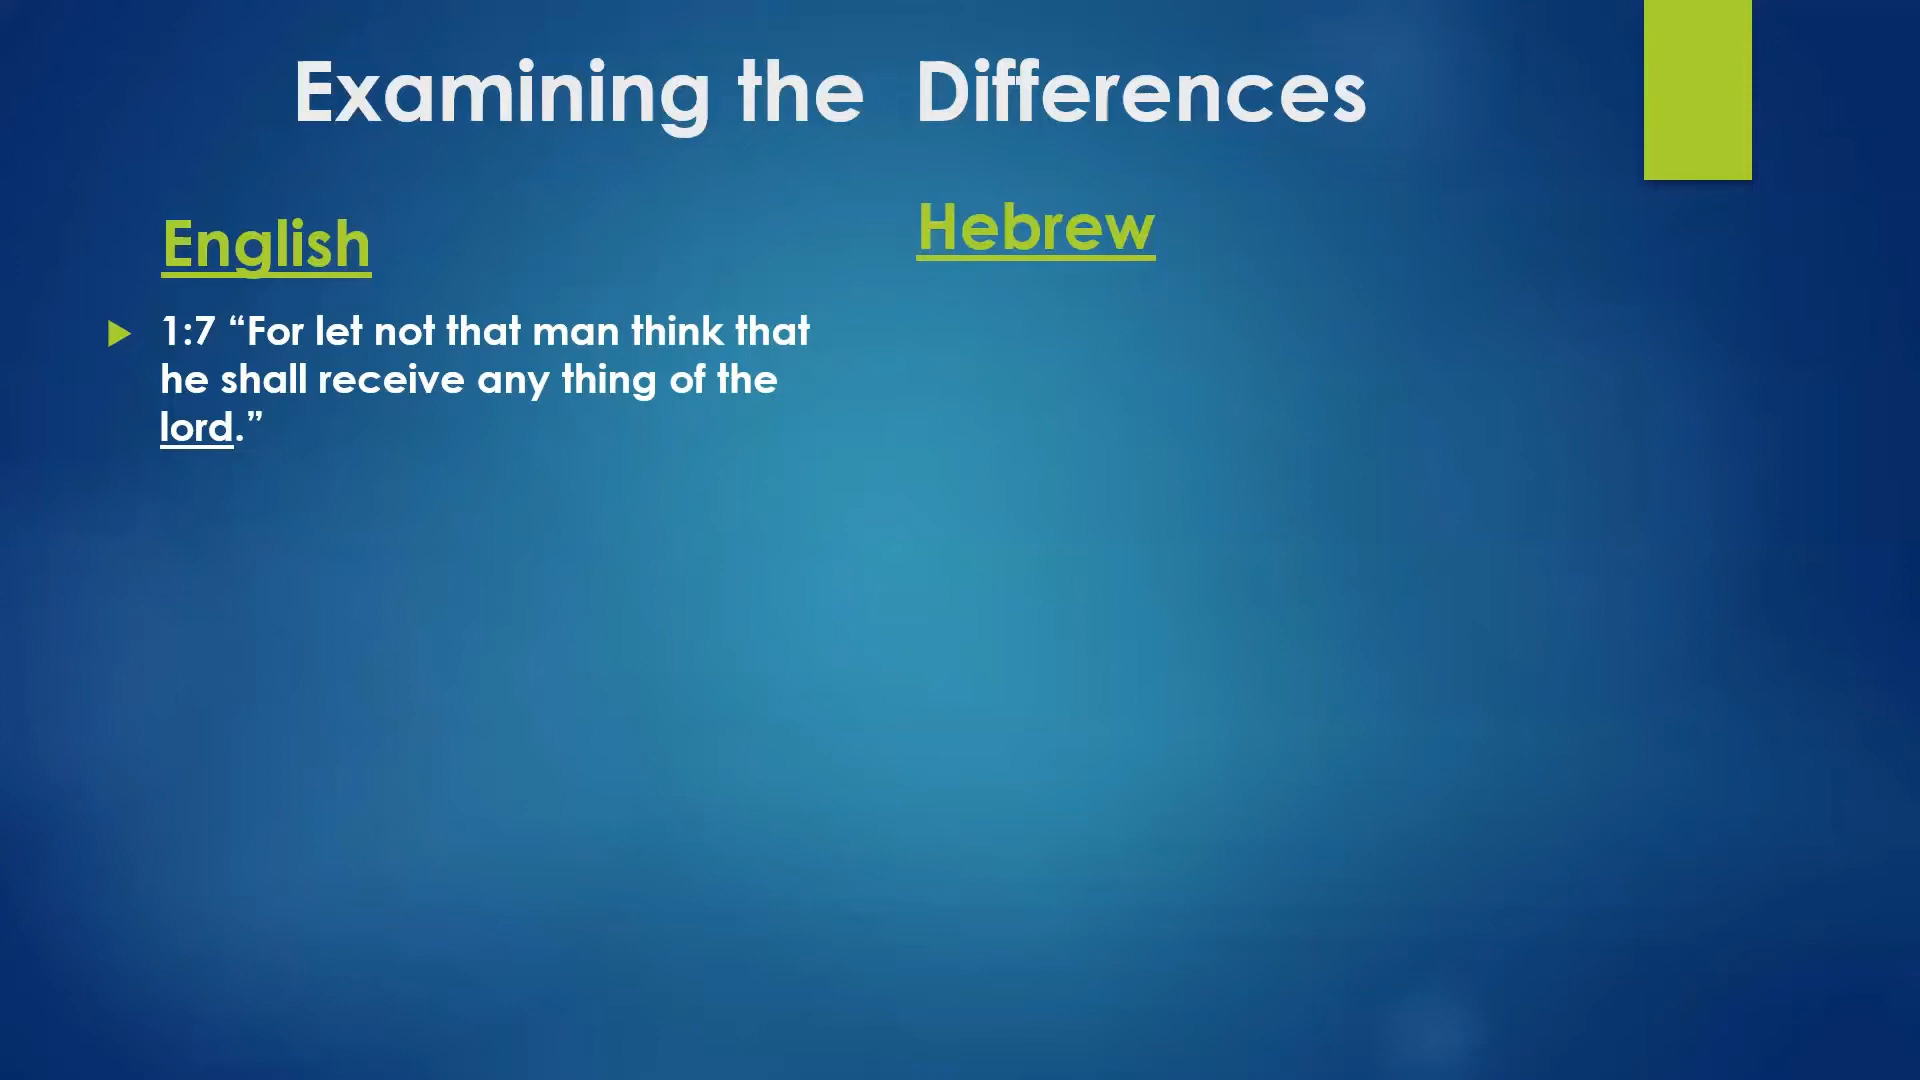 Examining the Differences
English
Hebrew
1:7 “For let not that man think that
he shall receive any thing of the
lord.”